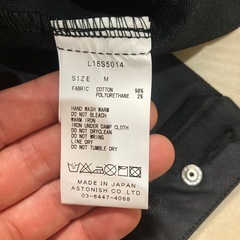 L16S5014
SIZE M
FABRIC COTTON 98%
POLYURETHANE 2%
HAND WASH WARM
DO NOT BLEACH
WARM IRON
IRON UNDER DAMP CLOTH
DO NOT DRYCLEAN
DO NOT WRING
LINE DRY
DO NOT TUMBLE DRY
MADE IN JAPAN
ASTONISH CO.,LTD
03-6447-4068